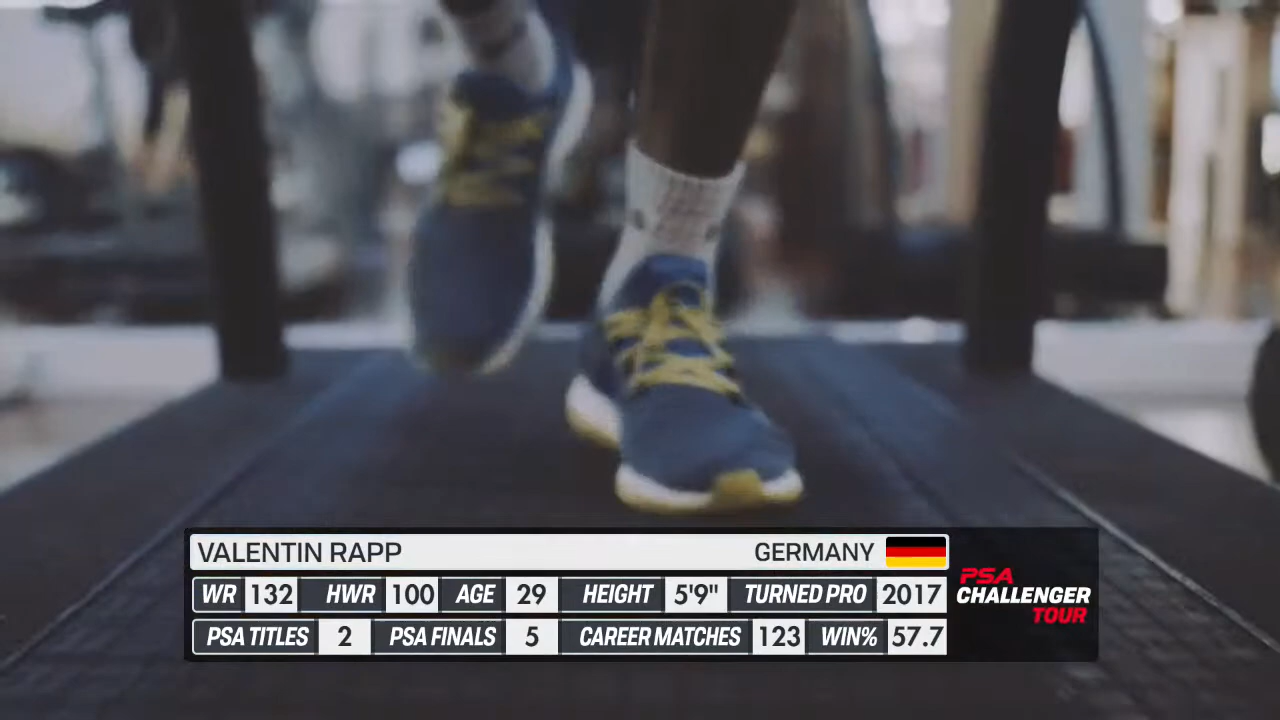 VALENTIN RAPP GERMANY
WR 132 HWR 100 AGE 29 HEIGHT 5'9" TURNED PRO 2017
PSA TITLES 2 PSA FINALS 5 CAREER MATCHES 123 WIN% 57.7
PSA
CHALLENGER
TOUR